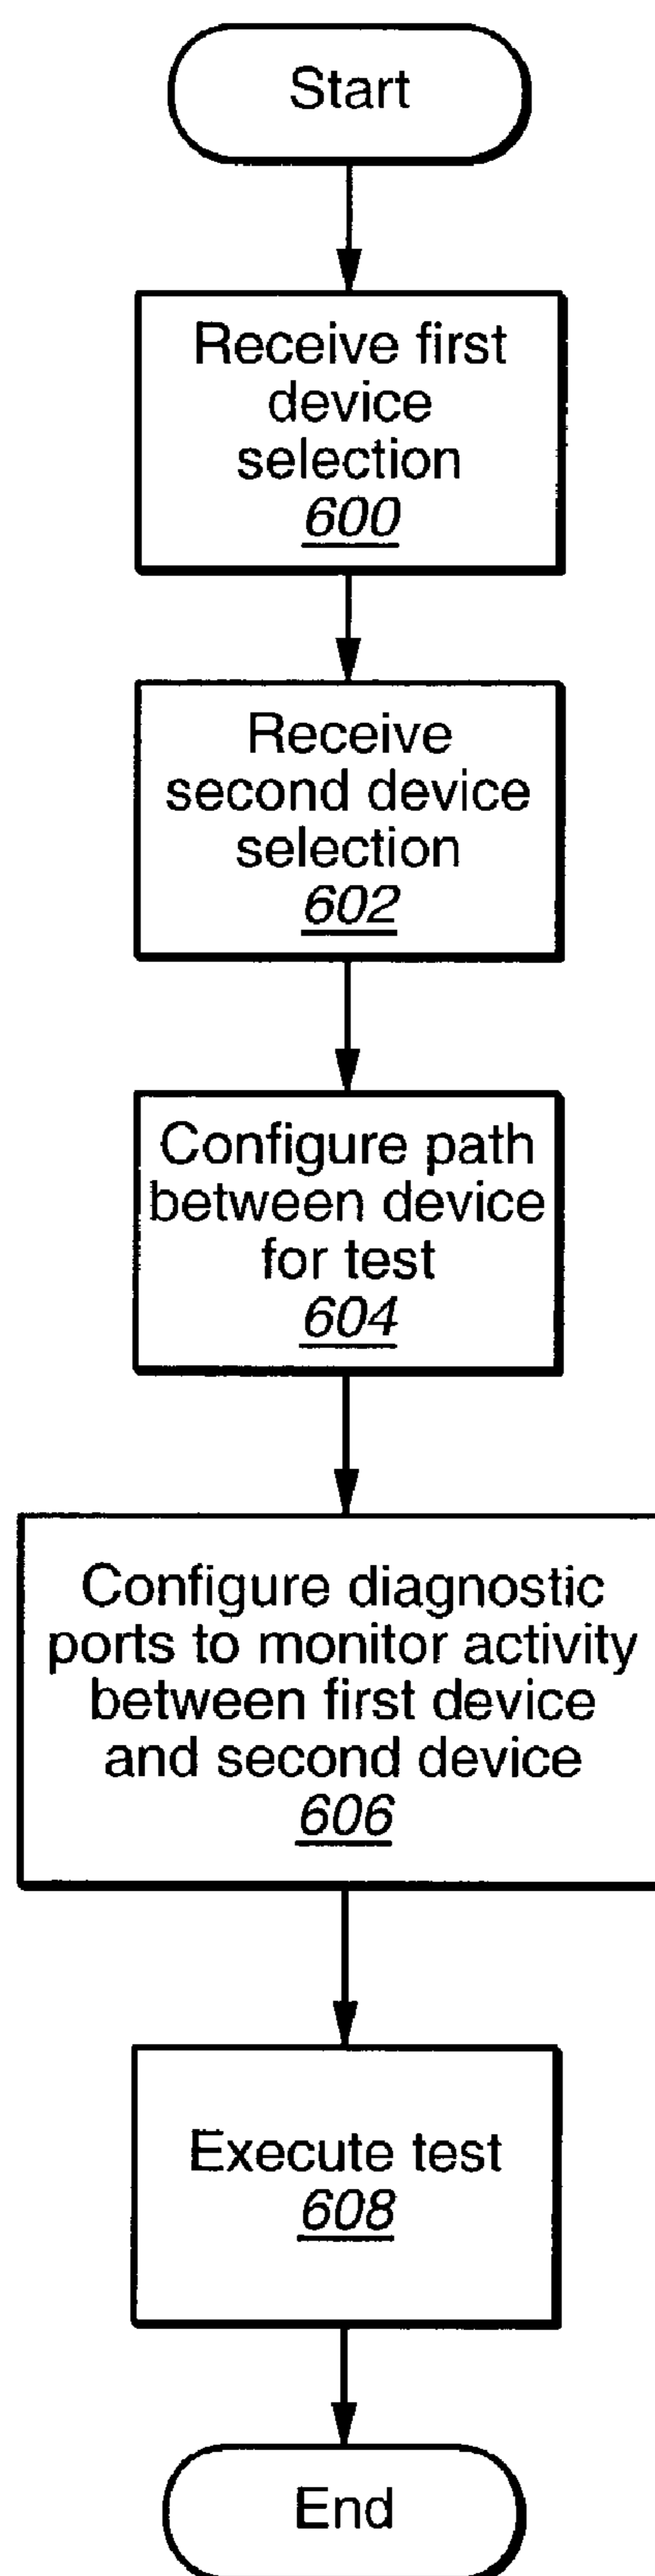 Start
Receive first
device
selection
600
Receive
second device
selection
602
Configure path
between device
for test
604
Configure diagnostic
ports to monitor activity
between first device
and second device
606
Execute test
608
End